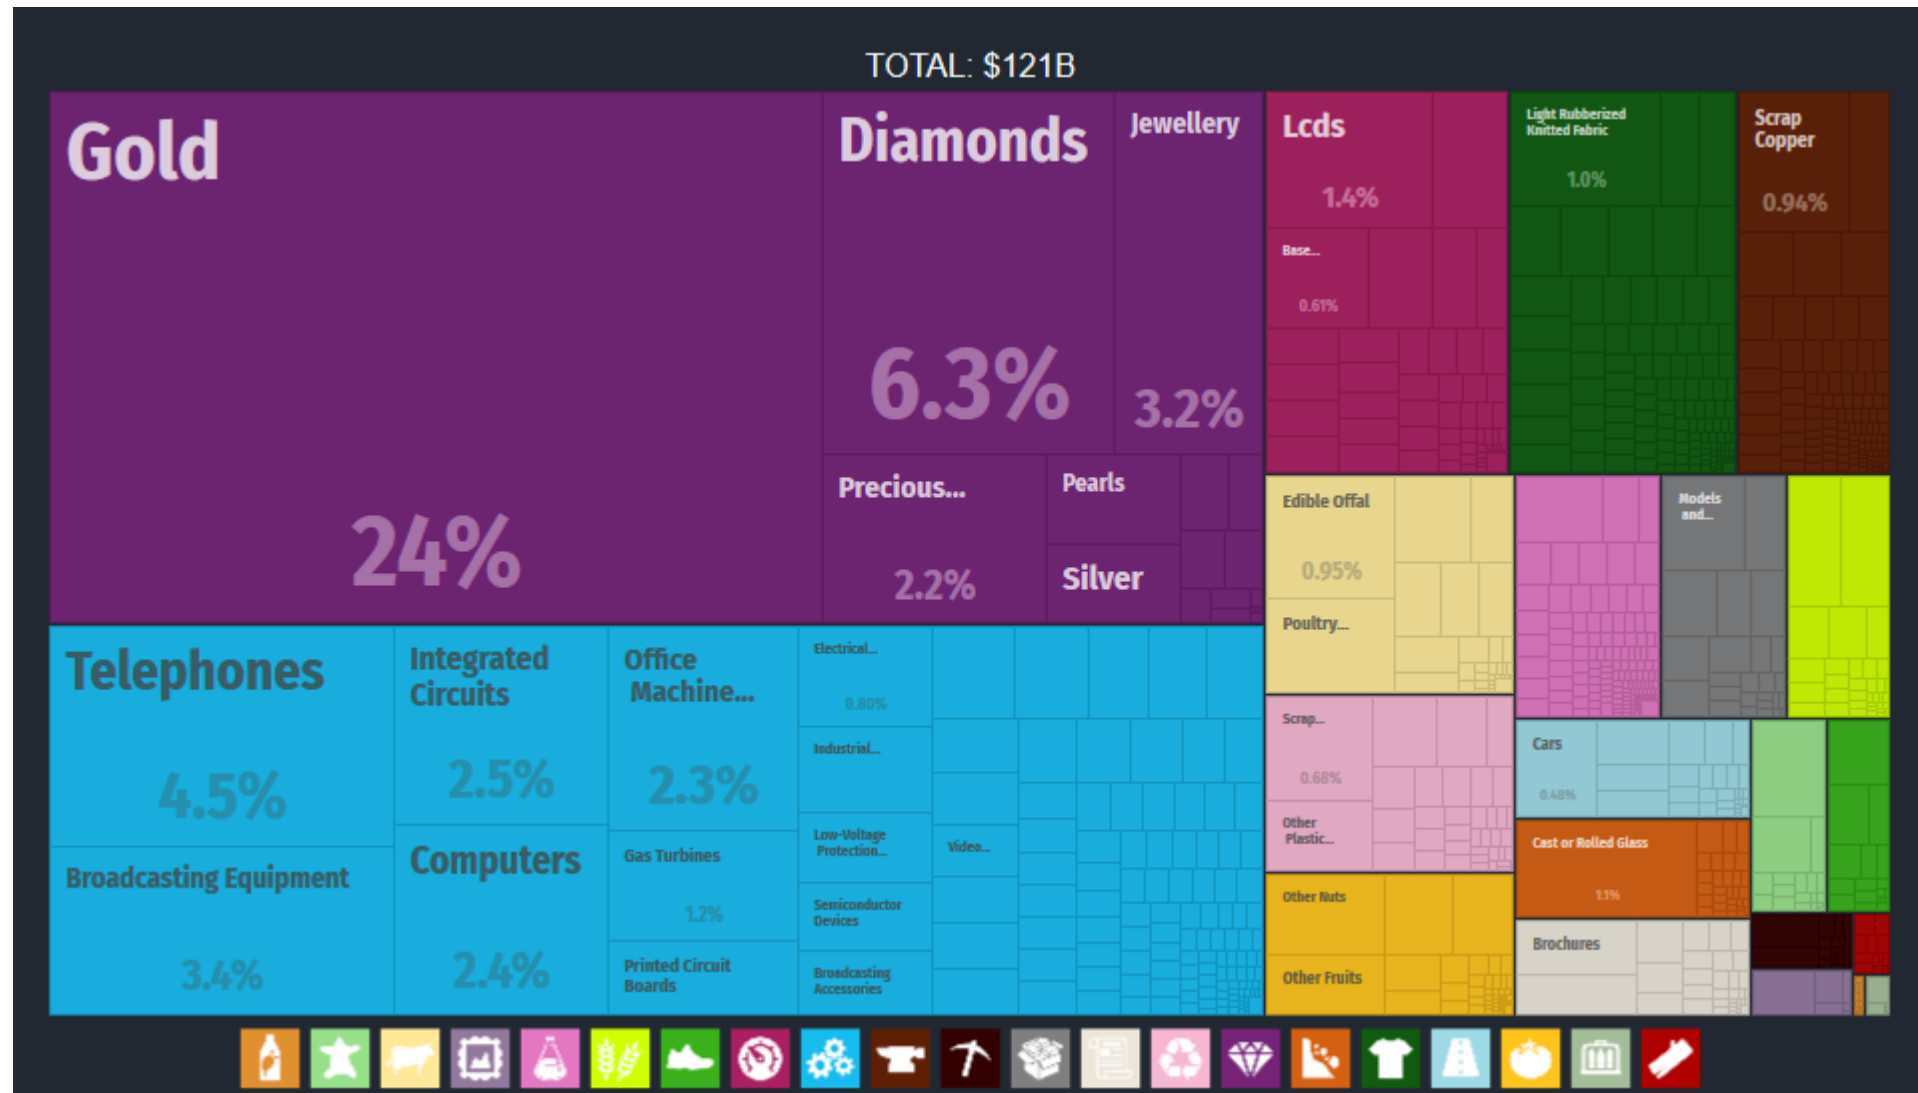 TOTAL: $121B
Gold
24%
Diamonds
6.3%
Jewellery
3.2%
Precious...
2.2%
Pearls
Silver
Telephones
4.5%
Broadcasting Equipment
3.4%
Integrated
Circuits
2.5%
Computers
2.4%
Office
Machine...
2.3%
Gas Turbines
1.2%
Printed Circuit
Boards
Electrical...
0.80%
Industrial...
Low-Voltage
Protection...
Semiconductor
Devices
Broadcasting
Accessories
Video...
Lcds
1.4%
Base...
0.61%
Light Rubberized
Knitted Fabric
1.0%
Scrap
Copper
0.94%
Edible Offal
0.95%
Poultry...
Models
and...
Scrap...
0.68%
Other
Plastic...
Cars
0.48%
Cast or Rolled Glass
1.1%
Other Nuts
Other Fruits
Brochures